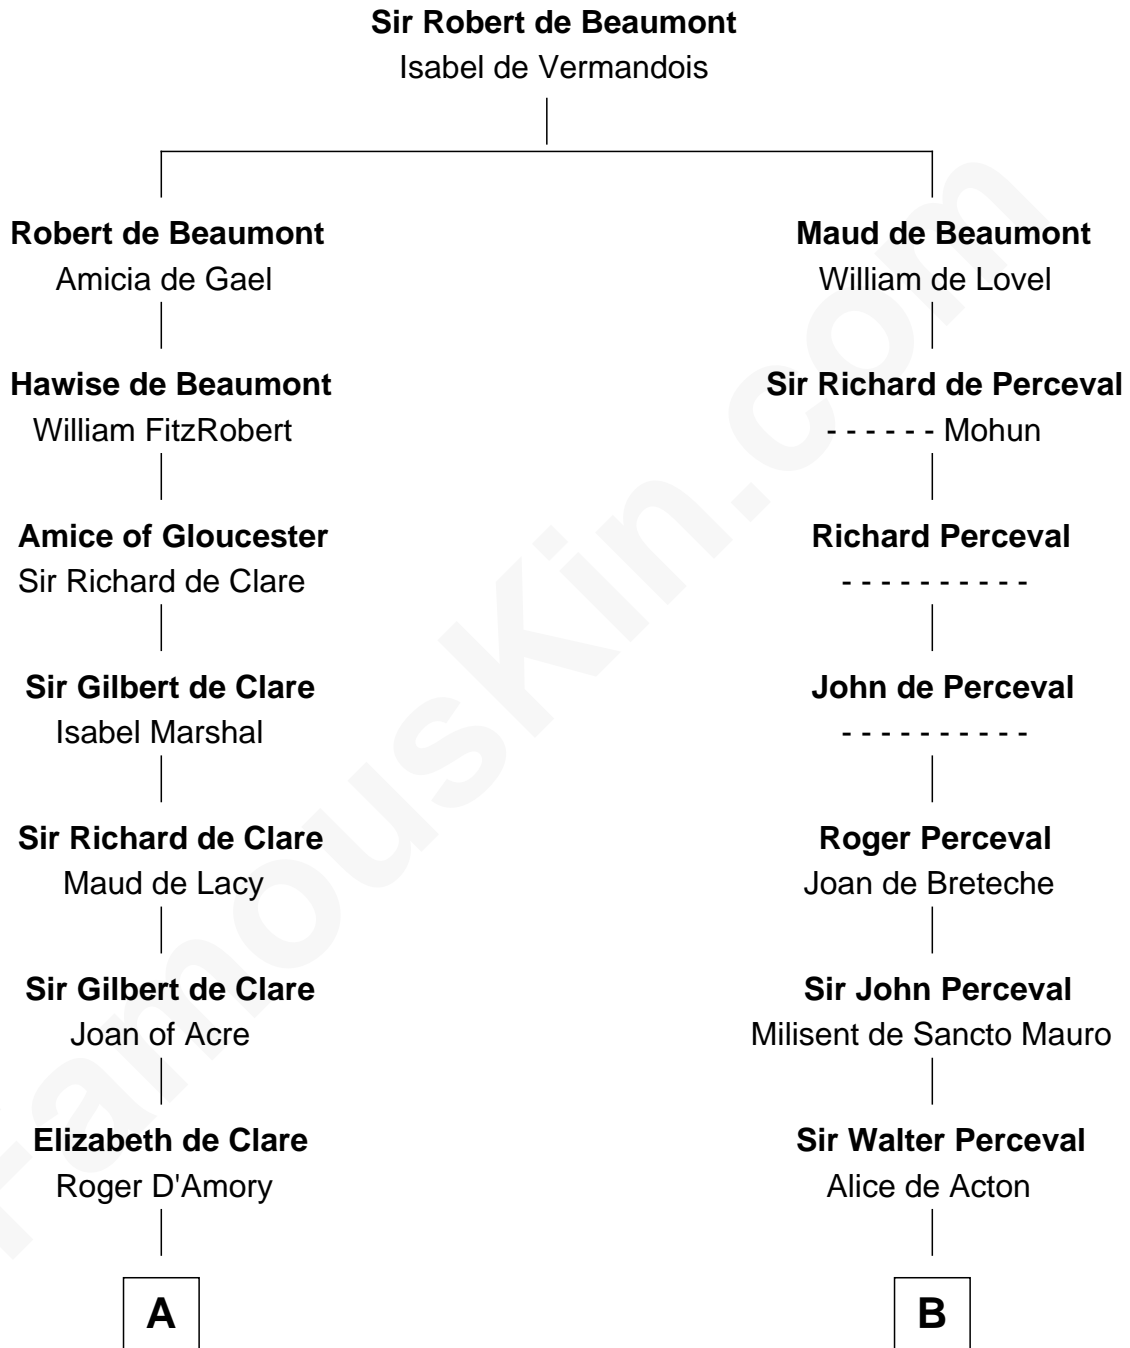 Sir Robert de Beaumont
Isabel de Vermandois
Robert de Beaumont
Amicia de Gael
Maud de Beaumont
William de Lovel
Hawise de Beaumont
William FitzRobert
Sir Richard de Perceval
- - - - - - Mohun
Amice of Gloucester
Sir Richard de Clare
Richard Perceval
- - - - - - - - - -
Sir Gilbert de Clare
Isabel Marshal
John de Perceval
- - - - - - - - - -
Sir Richard de Clare
Maud de Lacy
Roger Perceval
Joan de Breteche
Sir Gilbert de Clare
Joan of Acre
Sir John Perceval
Milisent de Sancto Mauro
Elizabeth de Clare
Roger D'Amory
Sir Walter Perceval
Alice de Acton
A
B
FamousKin.com